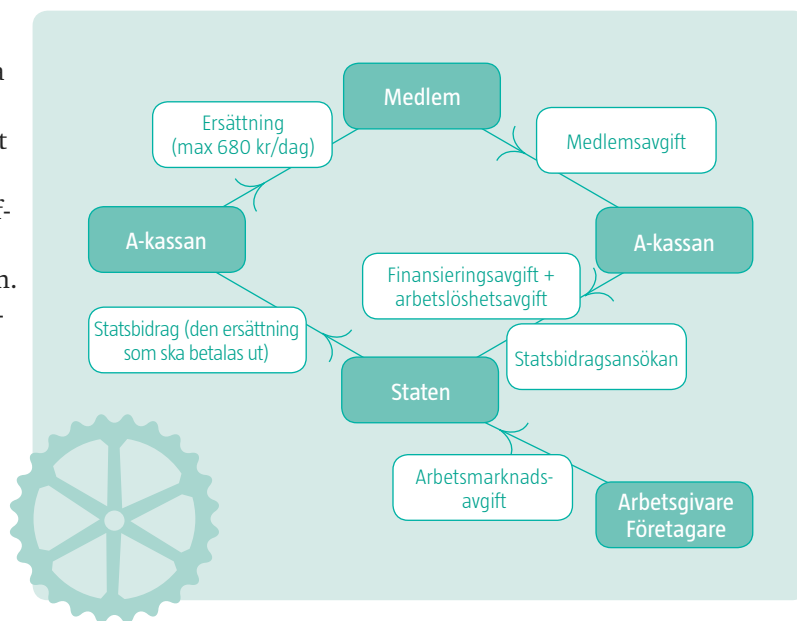 Medlem
Ersättning
(max 680 kr/dag)
Medlemsavgift
A-kassan
A-kassan
Finansieringsavgift +
arbetslöshetsavgift
Statsbidrag (den ersättning
som ska betalas ut)
Statsbidragsansökan
Staten
Arbetsmarknads-
avgift
Arbetsgivare
Företagare